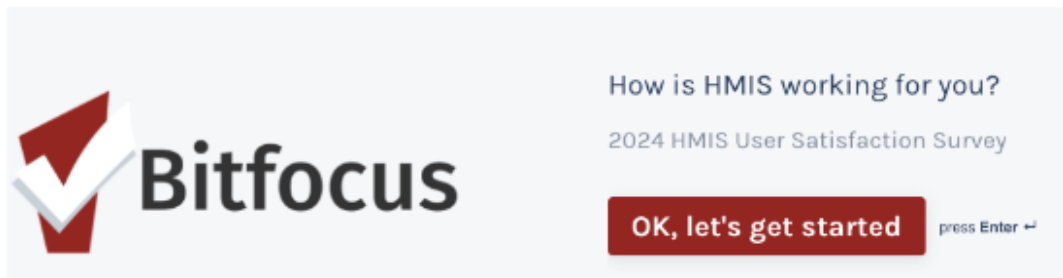 Bitfocus
How is HMIS working for you?
2024 HMIS User Satisfaction Survey
OK, let's get started
press Enter ↵